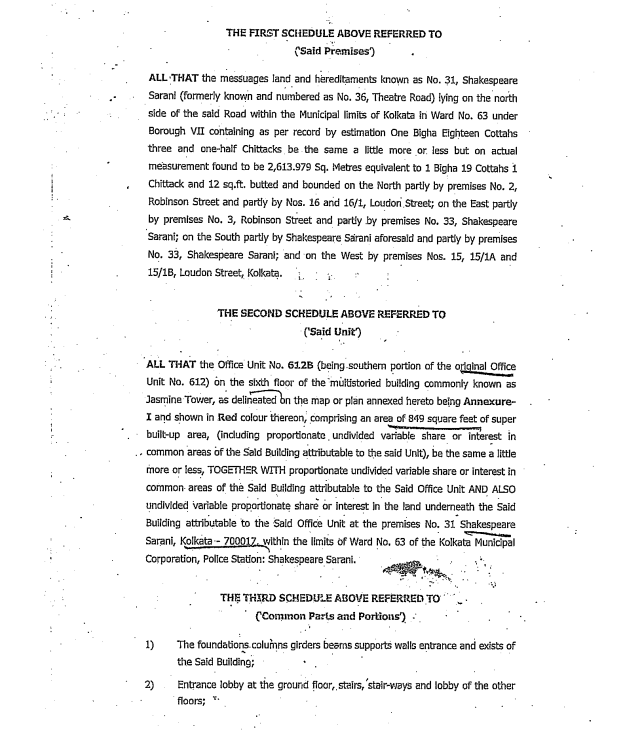 THE FIRST SCHEDULE ABOVE REFERRED TO
('Said Premises')
ALL THAT the messuages land and hereditaments known as No. 31, Shakespeare
Sarani (formerly known and numbered as No. 36, Theatre Road) lying on the north
side of the said Road within the Municipal limits of Kolkata in Ward No. 63 under
Borough VII containing as per record by estimation One Bigha Eighteen Cottahs
three and one-half Chittacks be the same a little more or less but on actual
measurement found to be 2,613.979 Sq. Metres equivalent to 1 Bigha 19 Cottahs 1
Chittack and 12 sq.ft. butted and bounded on the North partly by premises No. 2,
Robinson Street and partly by Nos. 16 and 16/1, Loudon Street; on the East partly
by premises No. 3, Robinson Street and partly by premises No. 33, Shakespeare
Sarani; on the South partly by Shakespeare Sarani aforesaid and partly by premises
No. 33, Shakespeare Sarani; and on the West by premises Nos. 15, 15/1A and
15/1B, Loudon Street, Kolkata.
THE SECOND SCHEDULE ABOVE REFERRED TO
('Said Unit')
ALL THAT the Office Unit No. 612B (being southern portion of the original Office
Unit No. 612) on the sixth floor of the multistoried building commonly known as
Jasmine Tower, as delineated on the map or plan annexed hereto being Annexure-
I and shown in Red colour thereon, comprising an area of 849 square feet of super
built-up area, (including proportionate undivided variable share or interest in
common areas of the Said Building attributable to the said Unit), be the same a little
more or less, TOGETHER WITH proportionate undivided variable share or interest in
common areas of the Said Building attributable to the Said Office Unit AND ALSO
undivided variable proportionate share or interest in the land underneath the Said
Building attributable to the Said Office Unit at the premises No. 31 Shakespeare
Sarani, Kolkata - 700017, within the limits of Ward No. 63 of the Kolkata Municipal
Corporation, Police Station: Shakespeare Sarani.
THE THIRD SCHEDULE ABOVE REFERRED TO
('Common Parts and Portions')
1) The foundations columns girders beams supports walls entrance and exists of
the Said Building;
2) Entrance lobby at the ground floor, stairs, stair-ways and lobby of the other
floors;